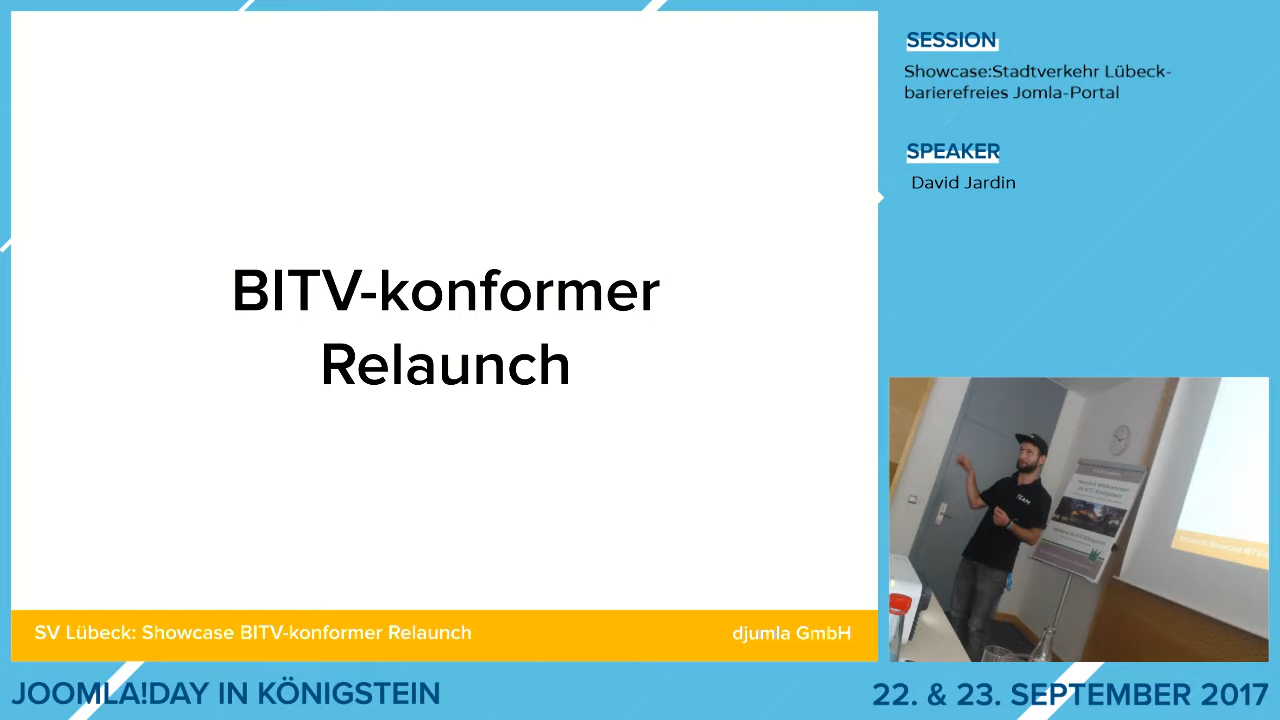 BITV-konformer
Relaunch
SV Lübeck: Showcase BITV-konformer Relaunch
djumla GmbH
SESSION
Showcase:Stadtverkehr Lübeck-
barierefreies Jomla-Portal
SPEAKER
David Jardin
TEAM
JOOMLA!DAY IN KÖNIGSTEIN
22. & 23. SEPTEMBER 2017